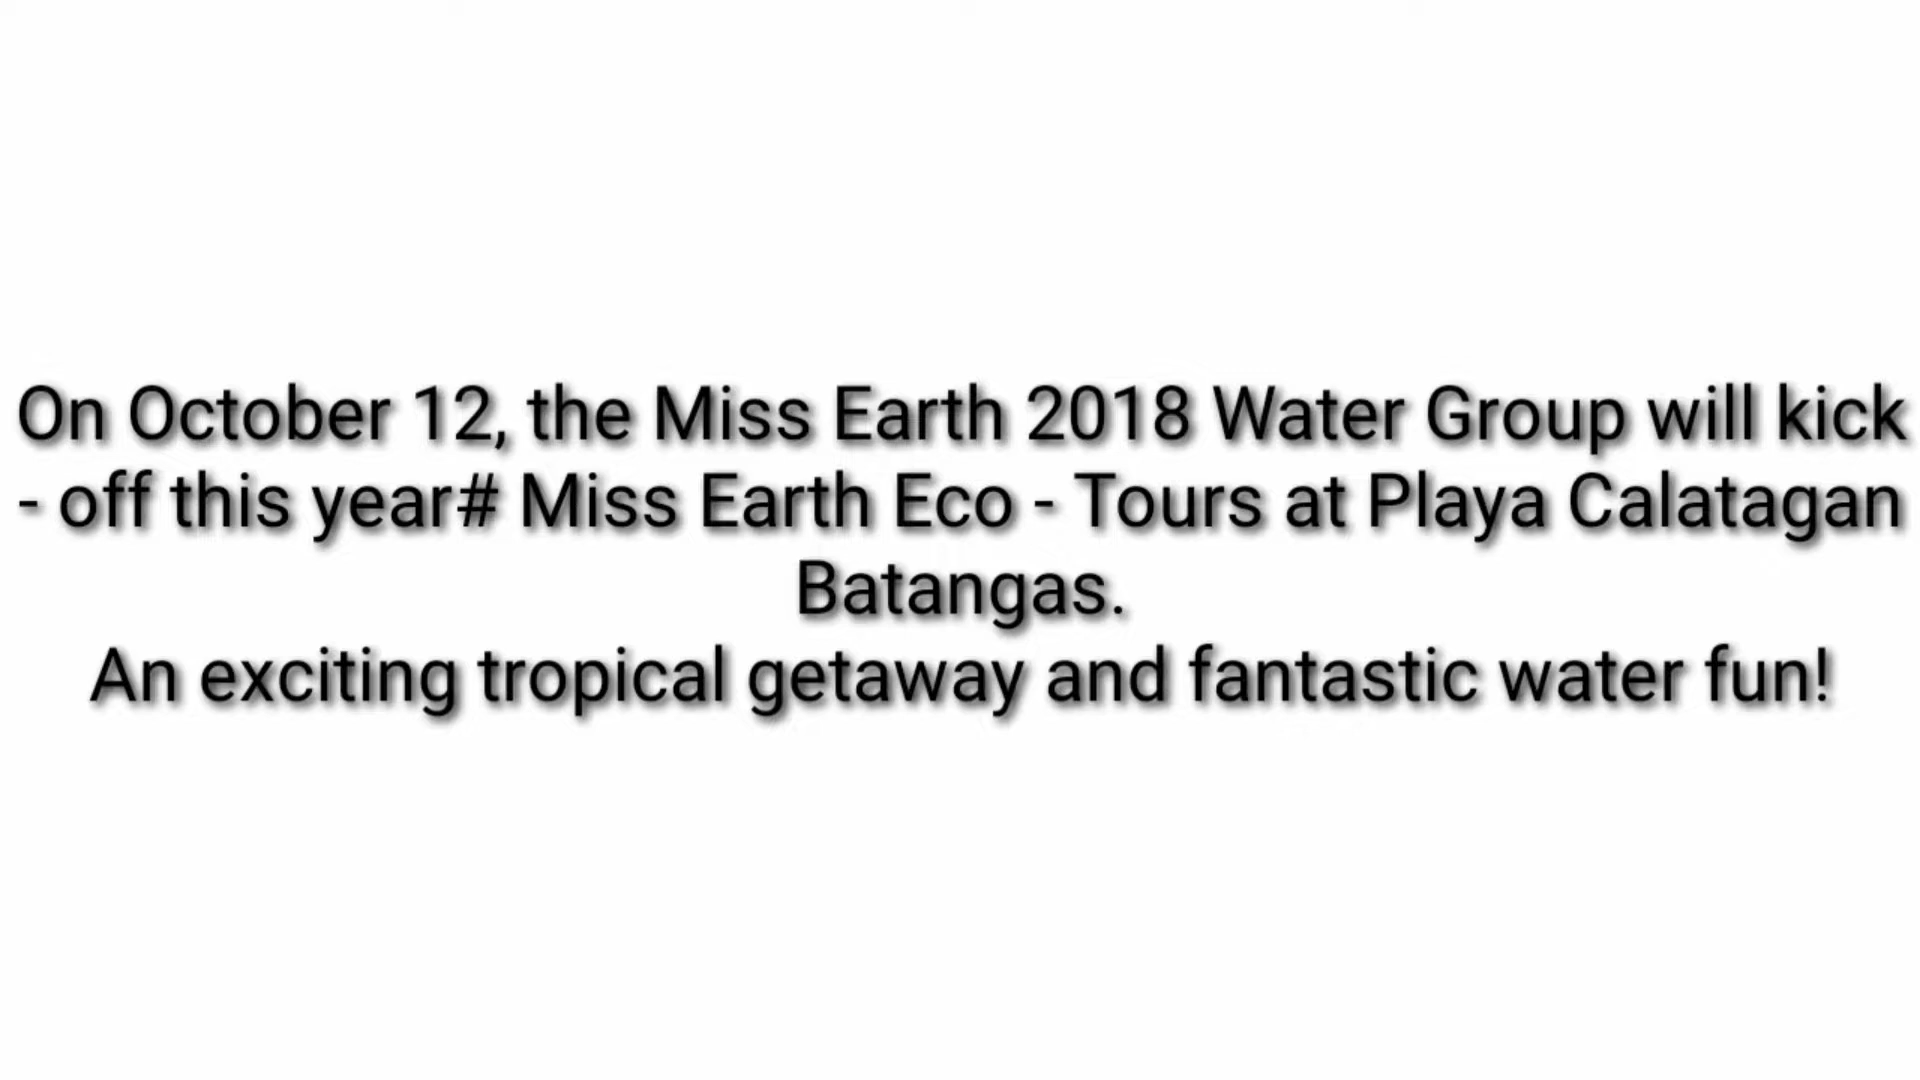 On October 12, the Miss Earth 2018 Water Group will kick
- off this year# Miss Earth Eco - Tours at Playa Calatagan
Batangas.
An exciting tropical getaway and fantastic water fun!